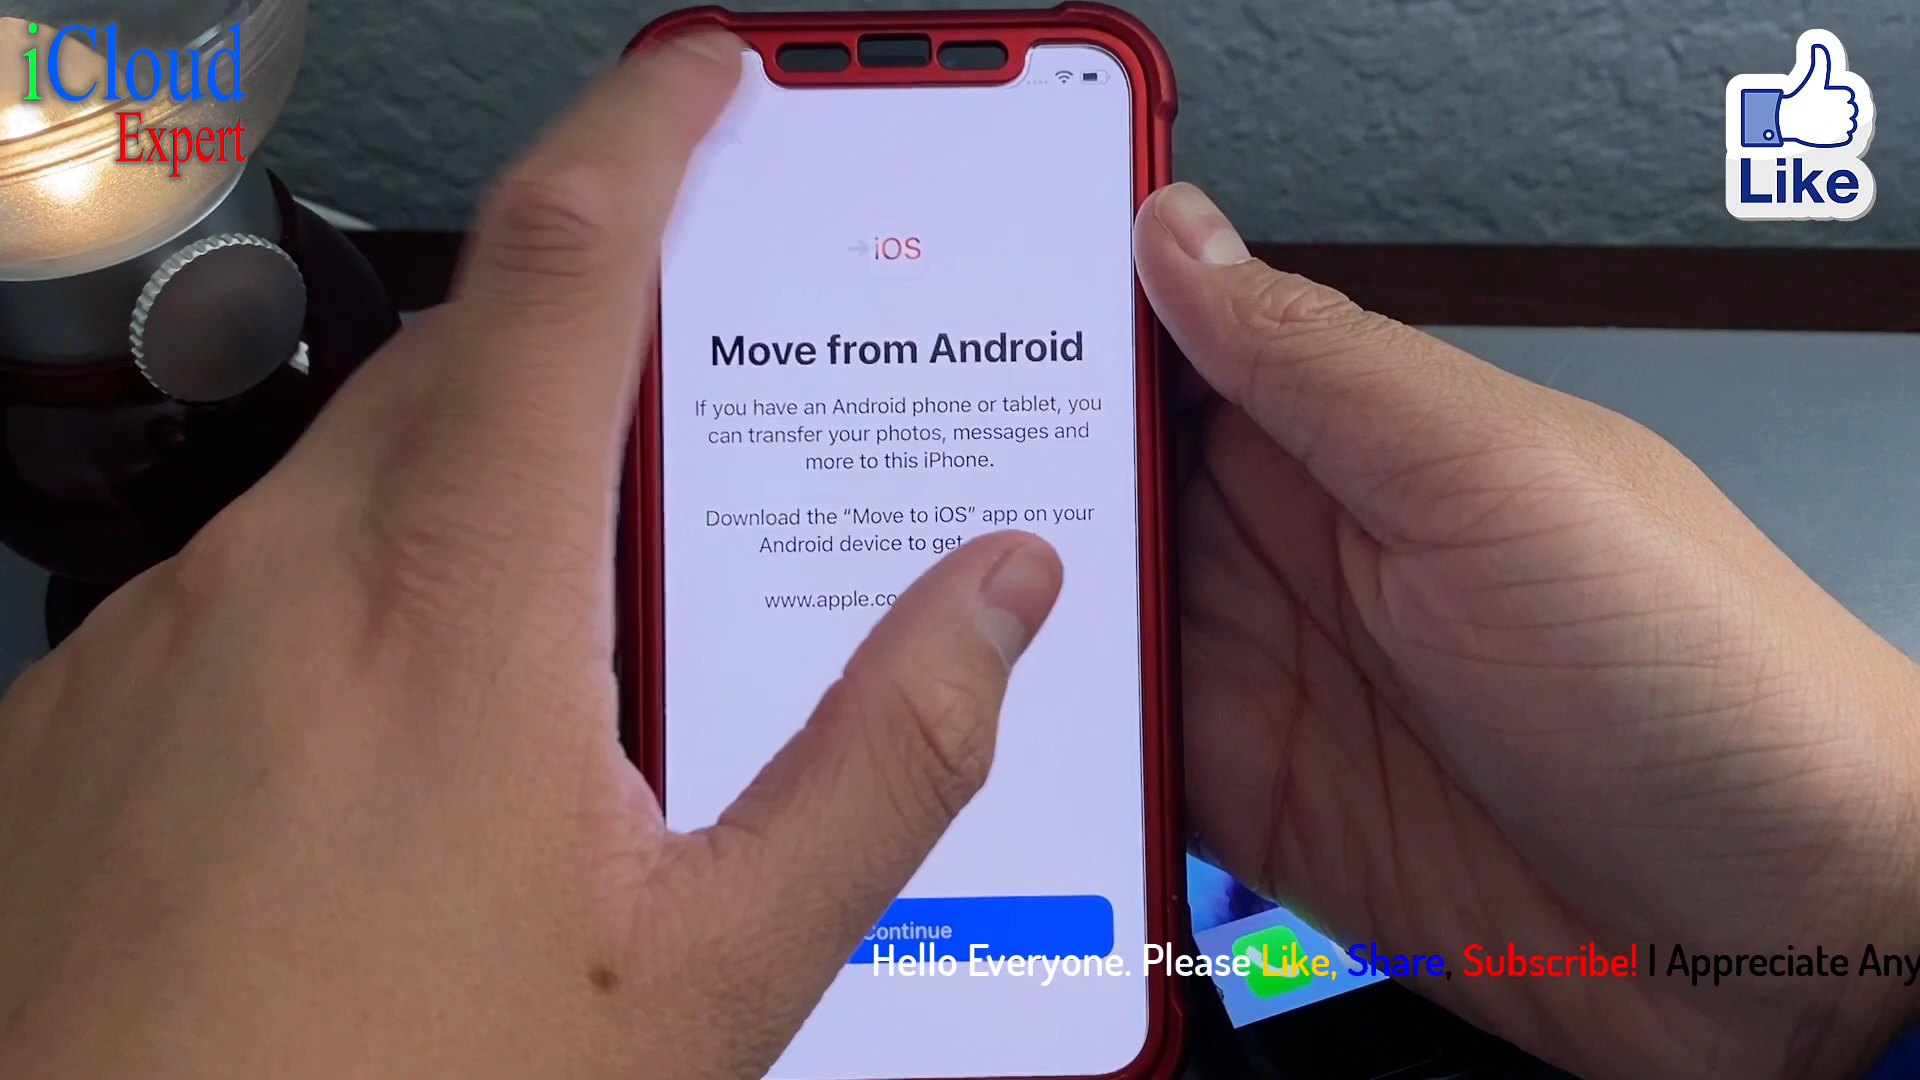 iCloud
Expert
Like
iOS
Move from Android
If you have an Android phone or tablet, you
can transfer your photos, messages and
more to this iPhone.
Download the “Move to iOS” app on your
Android device to get
www.apple.co
Continue
Hello Everyone. Please Like, Share, Subscribe! I Appreciate Any